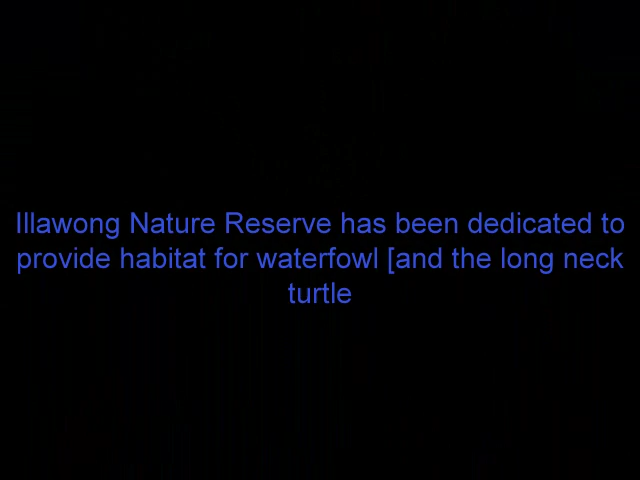 Illawong Nature Reserve has been dedicated to
provide habitat for waterfowl [and the long neck
turtle